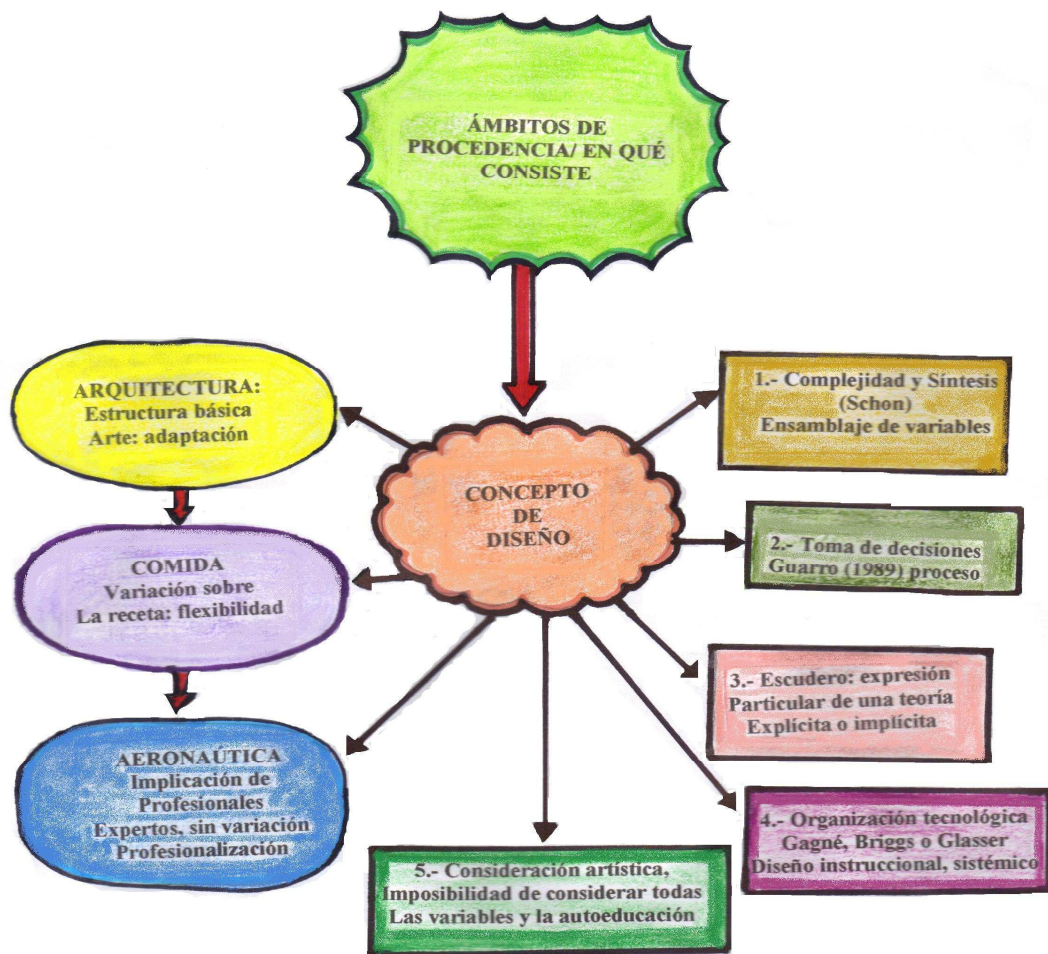 ÁMBITOS DE
PROCEDENCIA/ EN QUÉ
CONSISTE
ARQUITECTURA:
Estructura básica
Arte: adaptación
COMIDA
Variación sobre
La receta: flexibilidad
AERONAÚTICA
Implicación de
Profesionales
Expertos, sin variación
Profesionalización
CONCEPTO
DE
DISEÑO
1.- Complejidad y Síntesis
(Schon)
Ensamblaje de variables
2.- Toma de decisiones
Guarro (1989) proceso
3.- Escudero: expresión
Particular de una teoría
Explícita o implícita
4.- Organización tecnológica
Gagné, Briggs o Glasser
Diseño instruccional, sistémico
5.- Consideración artística,
Imposibilidad de considerar todas
Las variables y la autoeducación